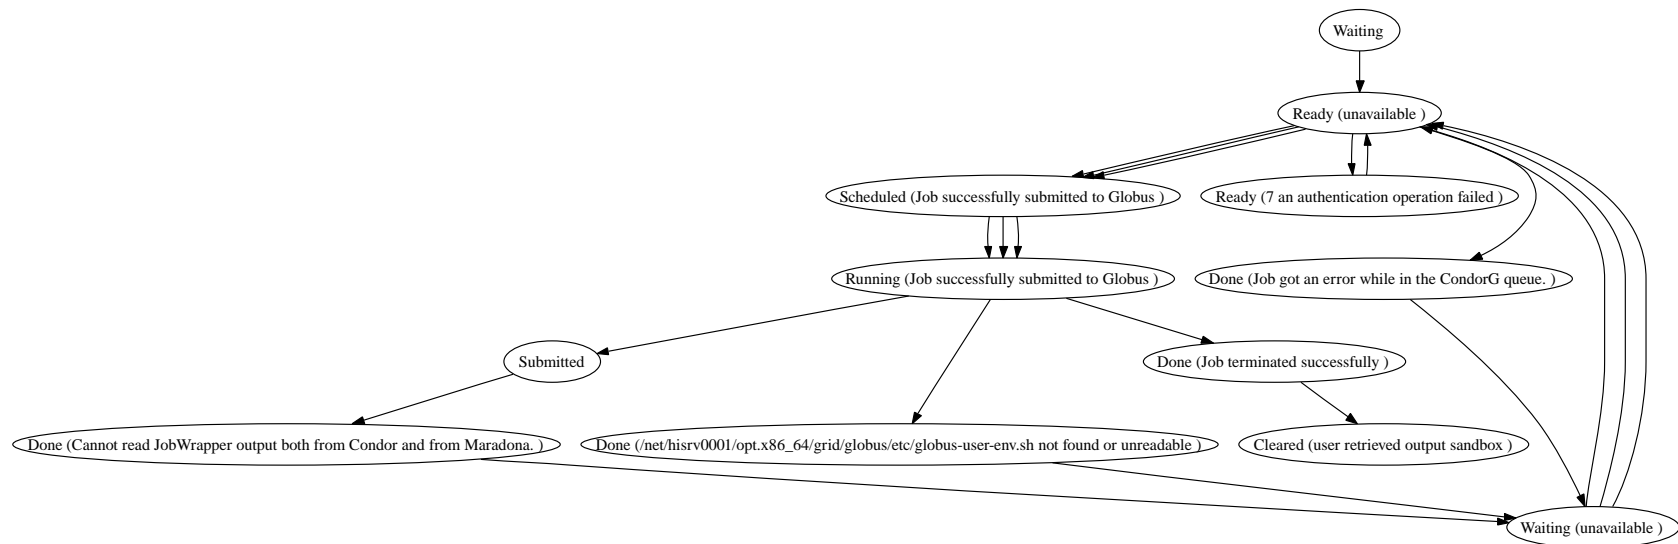 Waiting
Ready (unavailable )
Scheduled (Job successfully submitted to Globus )
Ready (7 an authentication operation failed )
Running (Job successfully submitted to Globus )
Done (Job got an error while in the CondorG queue. )
Submitted
Done (Job terminated successfully )
Done (Cannot read JobWrapper output both from Condor and from Maradona. )
Done (/net/hisrv0001/opt.x86_64/grid/globus/etc/globus-user-env.sh not found or unreadable )
Cleared (user retrieved output sandbox )
Waiting (unavailable )